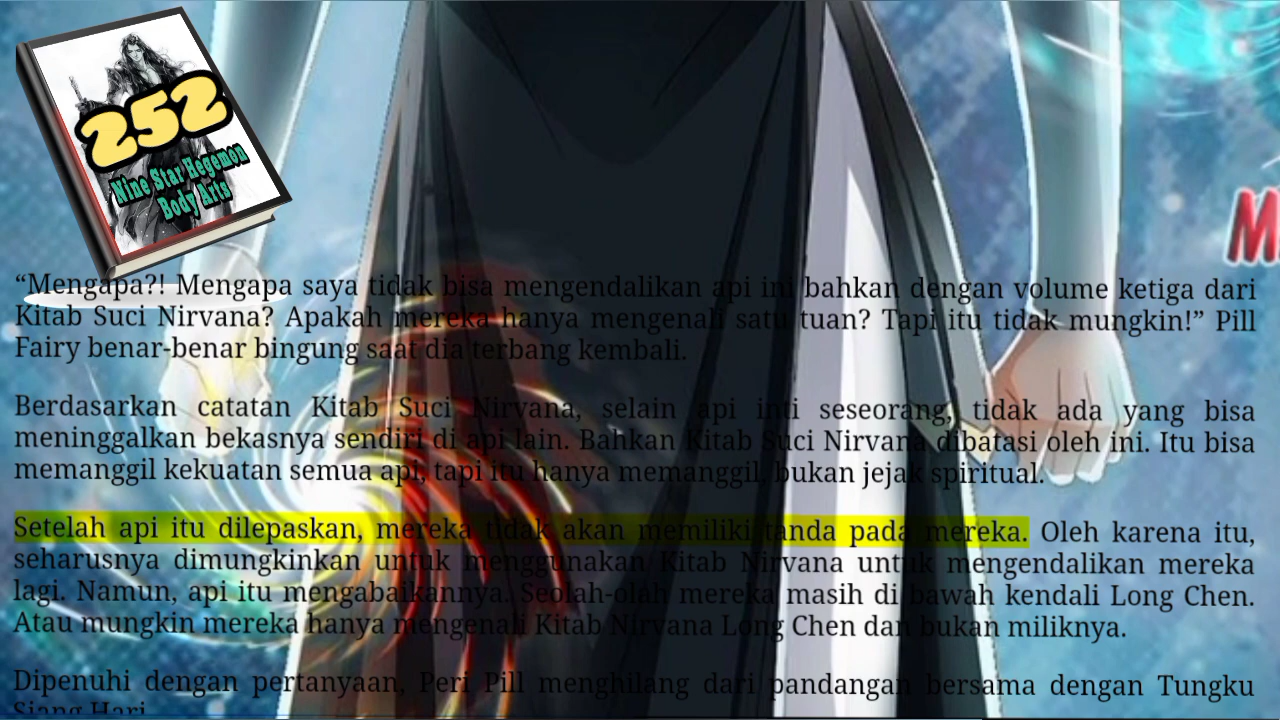 252
Nine Star Hegemon
Body Arts
M
“Mengapa?! Mengapa saya tidak bisa mengendalikan api ini bahkan dengan volume ketiga dari
Kitab Suci Nirvana? Apakah mereka hanya mengenali satu tuan? Tapi itu tidak mungkin!” Pill
Fairy benar-benar bingung saat dia terbang kembali.
Berdasarkan catatan Kitab Suci Nirvana, selain api inti seseorang, tidak ada yang bisa
meninggalkan bekasnya sendiri di api lain. Bahkan Kitab Suci Nirvana dibatasi oleh ini. Itu bisa
memanggil kekuatan semua api, tapi itu hanya memanggil, bukan jejak spiritual.
Setelah api itu dilepaskan, mereka tidak akan memiliki tanda pada mereka. Oleh karena itu,
seharusnya dimungkinkan untuk menggunakan Kitab Nirvana untuk mengendalikan mereka
lagi. Namun, api itu mengabaikannya. Seolah-olah mereka masih di bawah kendali Long Chen.
Atau mungkin mereka hanya mengenali Kitab Nirvana Long Chen dan bukan miliknya.
Dipenuhi dengan pertanyaan, Peri Pill menghilang dari pandangan bersama dengan Tungku
Siang Hari.